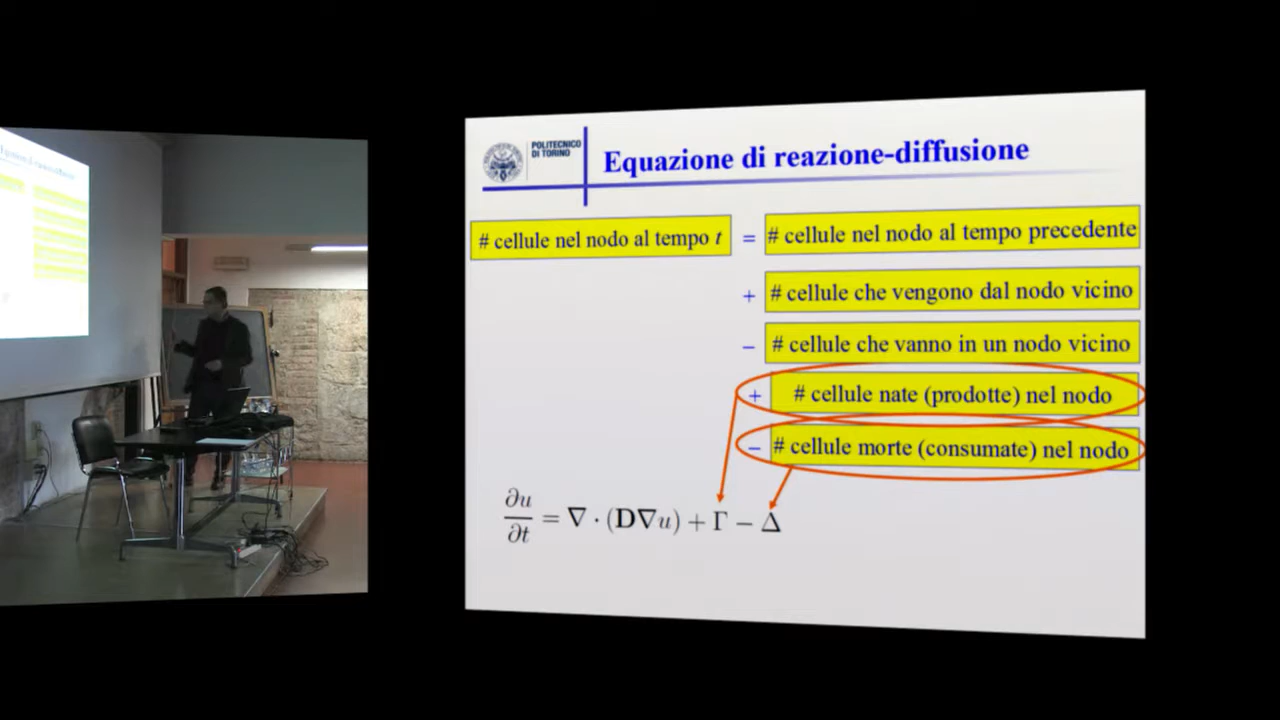 POLITECNICO
DI TORINO
Equazione di reazione-diffusione
# cellule nel nodo al tempo t = # cellule nel nodo al tempo precedente
+ # cellule che vengono dal nodo vicino
− # cellule che vanno in un nodo vicino
+ # cellule nate (prodotte) nel nodo
− # cellule morte (consumate) nel nodo
∂u/∂t = ∇ · (D∇u) + Γ − Δ